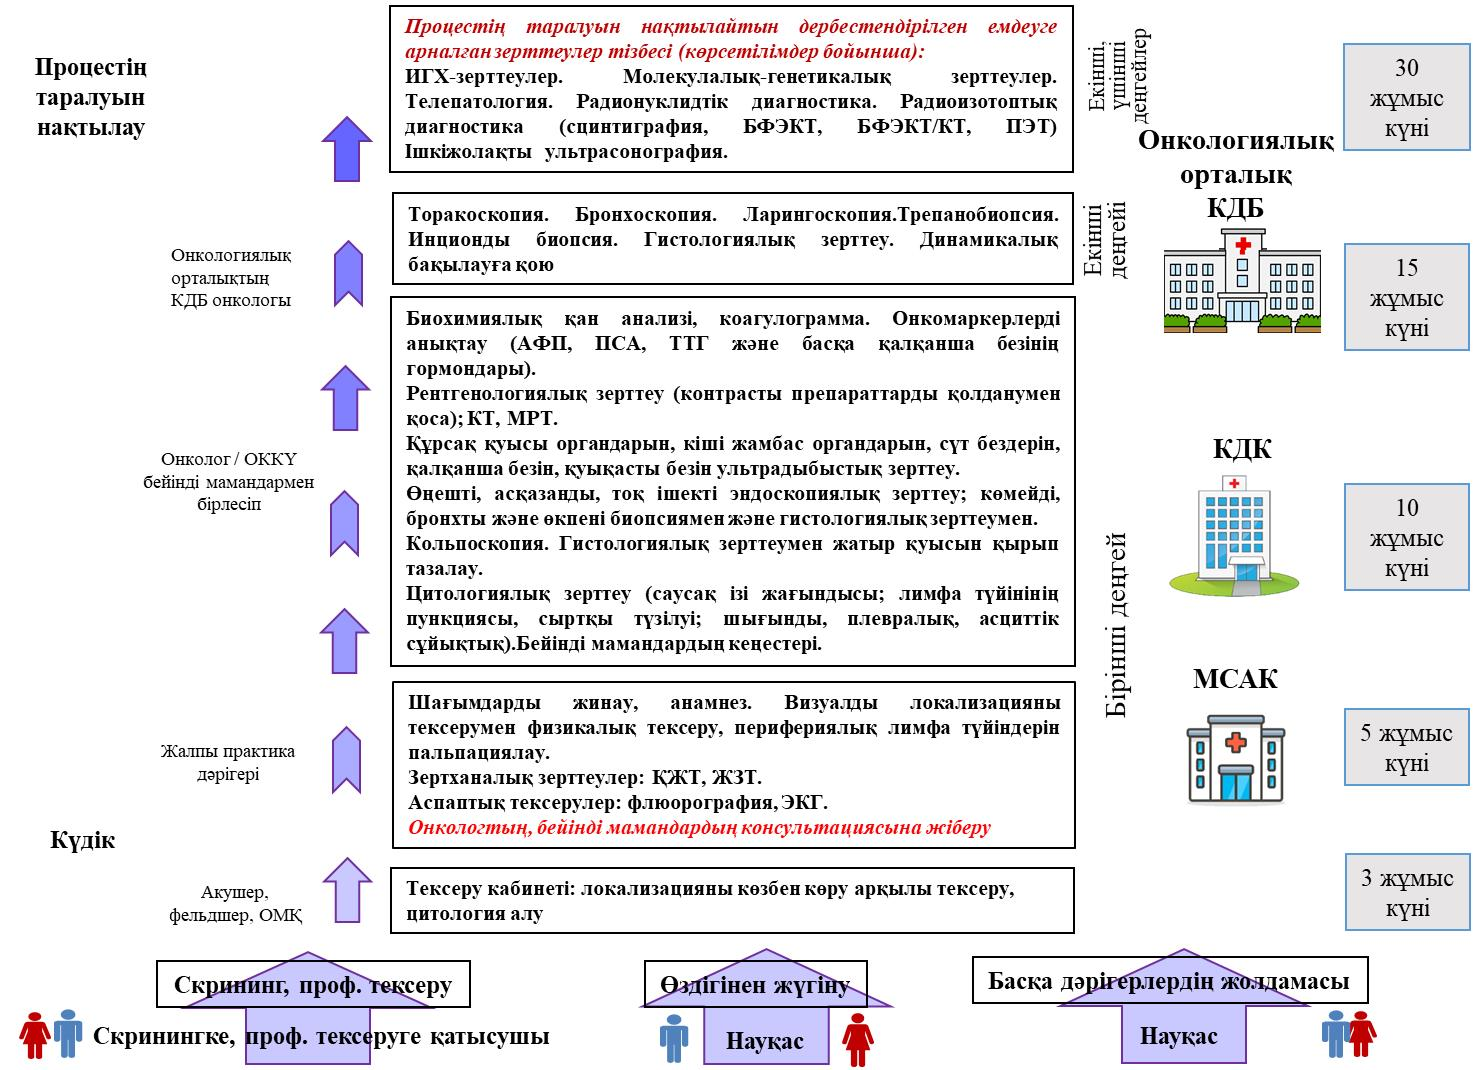 Процестің
таралуын
нақтылау
Процестің таралуын нақтылайтын дербестендірілген емдеуге
арналған зерттеулер тізбесі (көрсетілімдер бойынша):
ИГХ-зерттеулер. Молекулалық-генетикалық зерттеулер.
Телепатология. Радионуклидтік диагностика. Радиоизотоптық
диагностика (сцинтиграфия, БФЭКТ, БФЭКТ/КТ, ПЭТ)
Ішкіжолақты ультрасонография.
Екінші,
үшінші
деңгейлер
30
жұмыс
күні
Онкологиялық
орталық
КДБ
Онкологиялық
орталықтың
КДБ онкологы
Торакоскопия. Бронхоскопия. Ларингоскопия.Трепанобиопсия.
Инционды биопсия. Гистологиялық зерттеу. Динамикалық
бақылауға қою
Екінші
деңгейі
15
жұмыс
күні
Онколог / ОККҮ
бейінді мамандармен
бірлесіп
Биохимиялық қан анализі, коагулограмма. Онкомаркерлерді
анықтау (АФП, ПСА, ТТГ және басқа қалқанша безінің
гормондары).
Рентгенологиялық зерттеу (контрасты препараттарды қолданумен
қоса); КТ, МРТ.
Құрсақ қуысы органдарын, кіші жамбас органдарын, сүт бездерін,
қалқанша безін, қуықасты безін ультрадыбыстық зерттеу.
Өңешті, асқазанды, тоқ ішекті эндоскопиялық зерттеу; көмейді,
бронхты және өкпені биопсиямен және гистологиялық зерттеумен.
Кольпоскопия. Гистологиялық зерттеумен жатыр қуысын қырып
тазалау.
Цитологиялық зерттеу (саусақ ізі жағындысы; лимфа түйінінің
пункциясы, сыртқы түзілуі; шығынды, плевралық, асциттік
сұйықтық).Бейінді мамандардың кеңестері.
Бірінші деңгей
КДК
10
жұмыс
күні
МСАК
Жалпы практика
дәрігері
Шағымдарды жинау, анамнез. Визуалды локализацияны
тексерумен физикалық тексеру, перифериялық лимфа түйіндерін
пальпациялау.
Зертханалық зерттеулер: ҚЖТ, ЖЗТ.
Аспаптық тексерулер: флюорография, ЭКГ.
Онкологтың, бейінді мамандардың консультациясына жіберу
5 жұмыс
күні
Күдік
Акушер,
фельдшер, ОМҚ
Тексеру кабинеті: локализацияны көзбен көру арқылы тексеру,
цитология алу
3 жұмыс
күні
Скрининг, проф. тексеру
Өздігінен жүгіну
Басқа дәрігерлердің жолдамасы
Скринингке, проф. тексеруге қатысушы
Науқас
Науқас